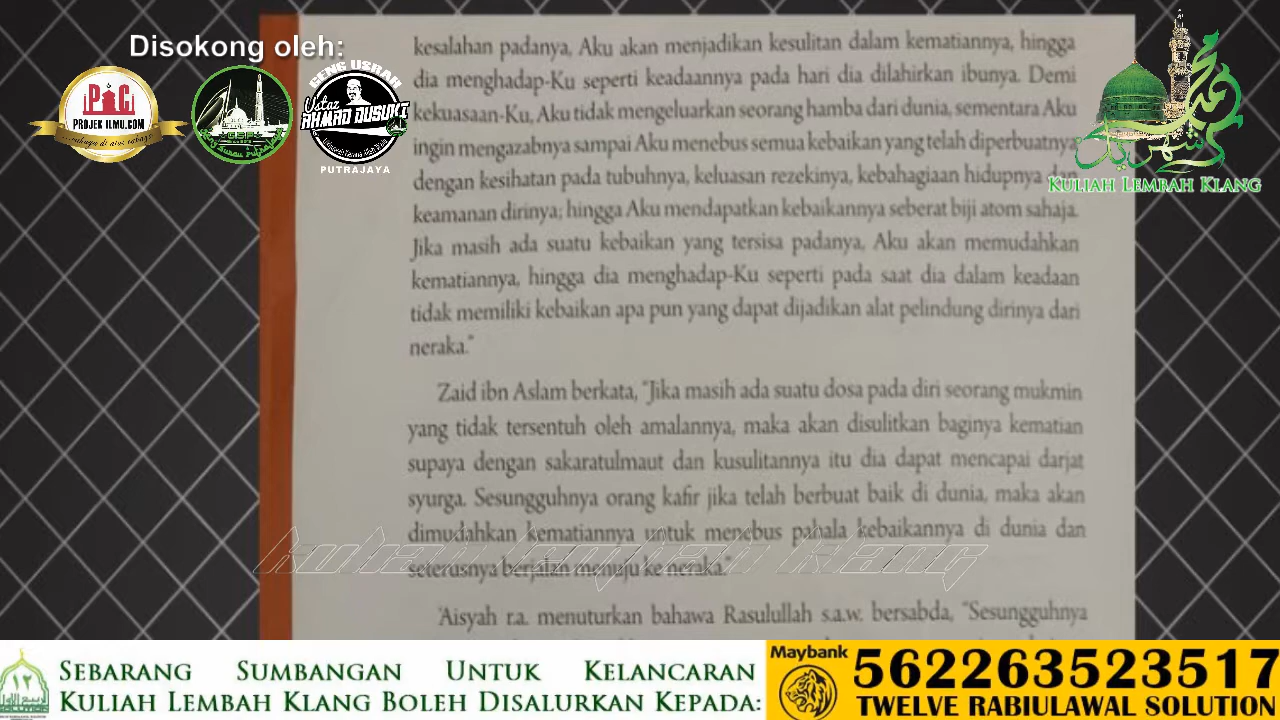 Disokong oleh:
PIC
PROJEK ILMU.COM
GENG USRAH
Ustaz
AHMAD DUSUKI
PUTRAJAYA
KULIAH LEMBAH KLANG
kesalahan padanya, Aku akan menjadikan kesulitan dalam kematiannya, hingga
dia menghadap-Ku seperti keadaannya pada hari dia dilahirkan ibunya. Demi
kekuasaan-Ku, Aku tidak mengeluarkan seorang hamba dari dunia, sementara Aku
ingin mengazabnya sampai Aku menebus semua kebaikan yang telah diperbuatnya
dengan kesihatan pada tubuhnya, keluasan rezekinya, kebahagiaan hidupnya dan
keamanan dirinya; hingga Aku mendapatkan kebaikannya seberat biji atom sahaja.
Jika masih ada suatu kebaikan yang tersisa padanya, Aku akan memudahkan
kematiannya, hingga dia menghadap-Ku seperti pada saat dia dalam keadaan
tidak memiliki kebaikan apa pun yang dapat dijadikan alat pelindung dirinya dari
neraka."
Zaid ibn Aslam berkata, "Jika masih ada suatu dosa pada diri seorang mukmin
yang tidak tersentuh oleh amalannya, maka akan disulitkan baginya kematian
supaya dengan sakaratulmaut dan kusulitannya itu dia dapat mencapai darjat
syurga. Sesungguhnya orang kafir jika telah berbuat baik di dunia, maka akan
dimudahkan kematiannya untuk menebus pahala kebaikannya di dunia dan
seterusnya berjalan menuju ke neraka."
kuliah lembah klang
'Aisyah r.a. menuturkan bahawa Rasulullah s.a.w. bersabda, "Sesungguhnya
SEBARANG SUMBANGAN UNTUK KELANCARAN
KULIAH LEMBAH KLANG BOLEH DISALURKAN KEPADA:
Maybank
562263523517
TWELVE RABIULAWAL SOLUTION